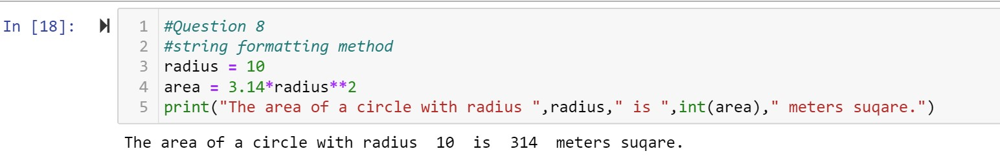 In [18]:
1 #Question 8
2 #string formatting method
3 radius = 10
4 area = 3.14*radius**2
5 print("The area of a circle with radius ",radius," is ",int(area)," meters suqare.")
The area of a circle with radius  10  is  314  meters suqare.